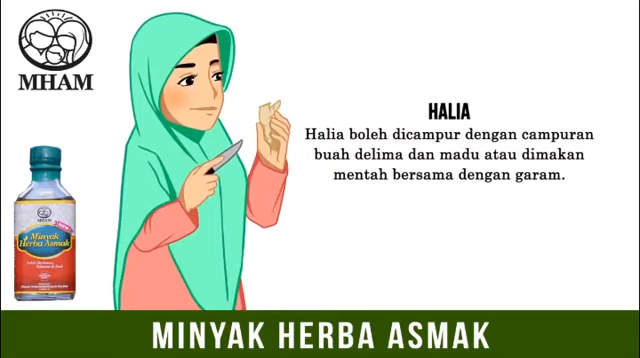 MHAM
HALIA
Halia boleh dicampur dengan campuran
buah delima dan madu atau dimakan
mentah bersama dengan garam.
MHAM
Minyak
Herba Asmak
MINYAK HERBA ASMAK